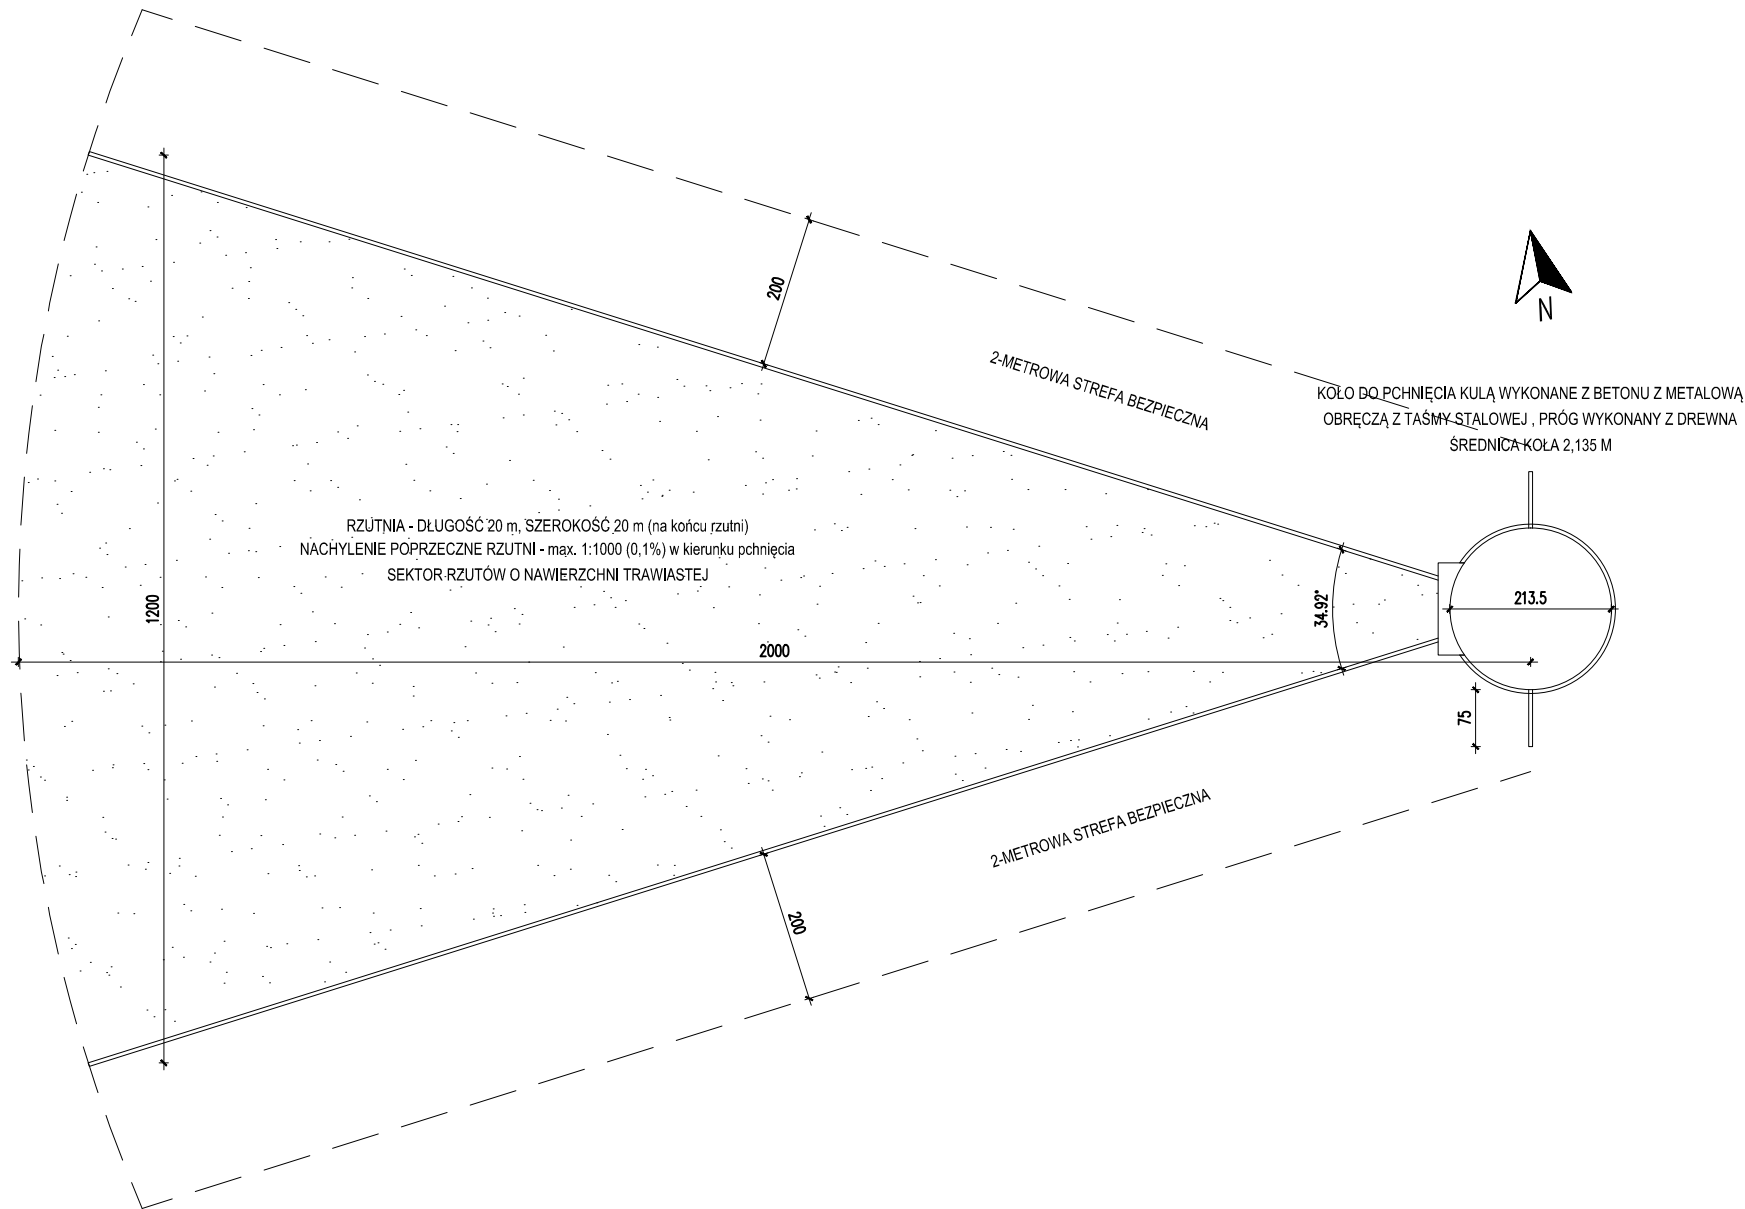 200
N
2-METROWA STREFA BEZPIECZNA
KOŁO DO PCHNIĘCIA KULĄ WYKONANE Z BETONU Z METALOWĄ
OBRĘCZĄ Z TAŚMY STALOWEJ , PRÓG WYKONANY Z DREWNA
ŚREDNICA KOŁA 2,135 M
RZUTNIA - DŁUGOŚĆ 20 m, SZEROKOŚĆ 20 m (na końcu rzutni)
NACHYLENIE POPRZECZNE RZUTNI - max. 1:1000 (0,1%) w kierunku pchnięcia
SEKTOR RZUTÓW O NAWIERZCHNI TRAWIASTEJ
1200
34.92°
213.5
2000
75
2-METROWA STREFA BEZPIECZNA
200